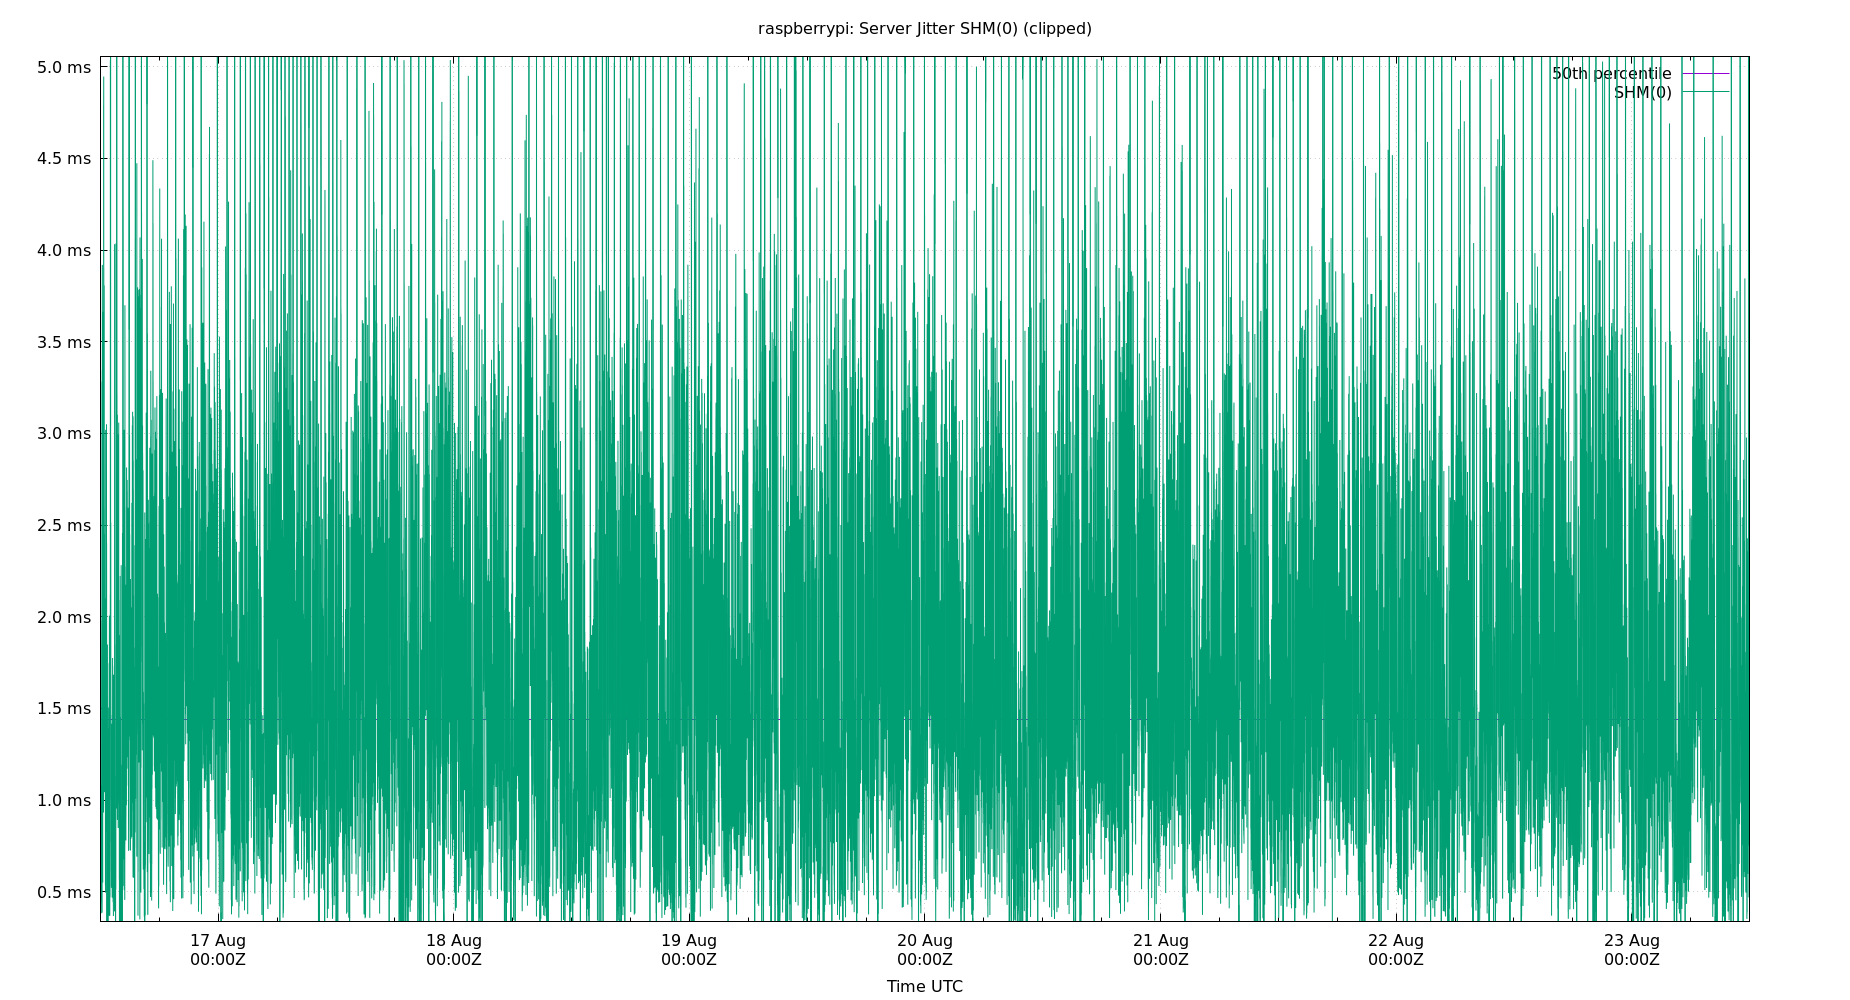 raspberrypi: Server Jitter SHM(0) (clipped)
5.0 ms
4.5 ms
4.0 ms
3.5 ms
3.0 ms
2.5 ms
2.0 ms
1.5 ms
1.0 ms
0.5 ms
50th percentile
SHM(0)
17 Aug
00:00Z
18 Aug
00:00Z
19 Aug
00:00Z
20 Aug
00:00Z
21 Aug
00:00Z
22 Aug
00:00Z
23 Aug
00:00Z
Time UTC